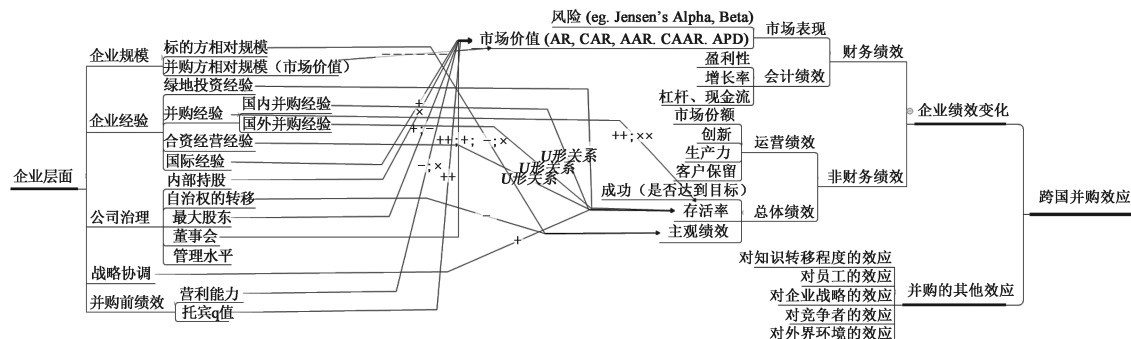 企业层面
企业规模
标的方相对规模
并购方相对规模（市场价值）
企业经验
绿地投资经验
并购经验
国内并购经验
国外并购经验
合资经营经验
国际经验
公司治理
内部持股
自治权的转移
最大股东
董事会
管理水平
战略协调
并购前绩效
营利能力
托宾q值
+
×
+;−
++;+; −;×
−;×
++
++;××
U形关系
U形关系
U形关系
−
+
风险 (eg. Jensen's Alpha, Beta)
市场价值 (AR, CAR, AAR. CAAR. APD)
市场表现
盈利性
增长率
杠杆、现金流
会计绩效
财务绩效
市场份额
创新
生产力
客户保留
运营绩效
成功（是否达到目标）
存活率
主观绩效
总体绩效
非财务绩效
企业绩效变化
跨国并购效应
对知识转移程度的效应
对员工的效应
对企业战略的效应
对竞争者的效应
对外界环境的效应
并购的其他效应